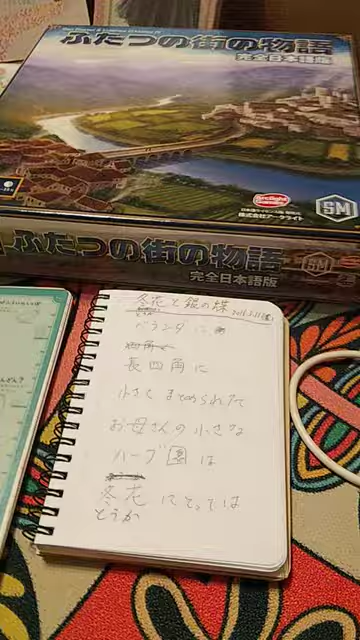 ふたつの街の物語
完全日本語版
株式会社アークライト
SM
ふたつの街の物語
完全日本語版
SM
冬花と銀の蝶
ベランダに
長四角に
小さくまとめられた
お母さんの小さな
ハーブ園は
冬花にとっては
とうか